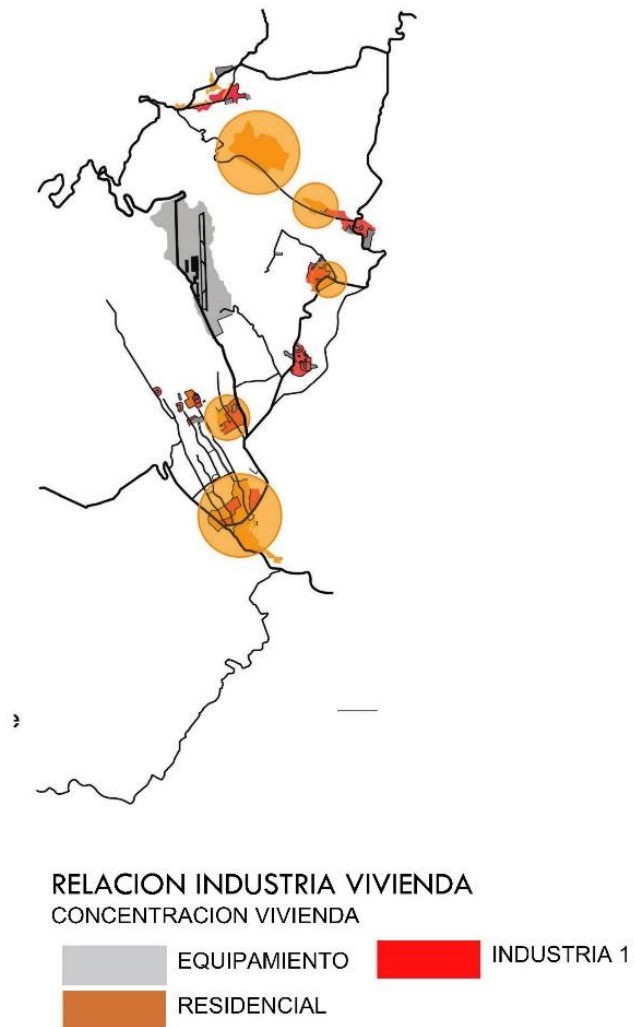 e
RELACION INDUSTRIA VIVIENDA
CONCENTRACION VIVIENDA
EQUIPAMIENTO
INDUSTRIA 1
RESIDENCIAL